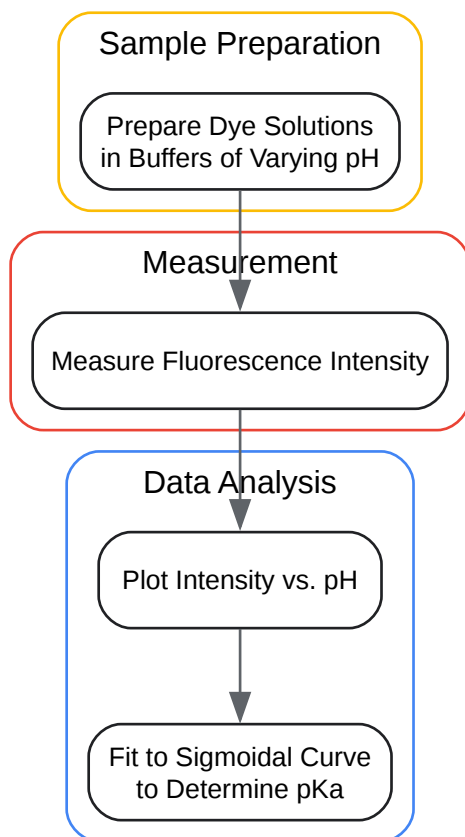 Sample Preparation
Prepare Dye Solutions
in Buffers of Varying pH
Measurement
Measure Fluorescence Intensity
Data Analysis
Plot Intensity vs. pH
Fit to Sigmoidal Curve
to Determine pKa